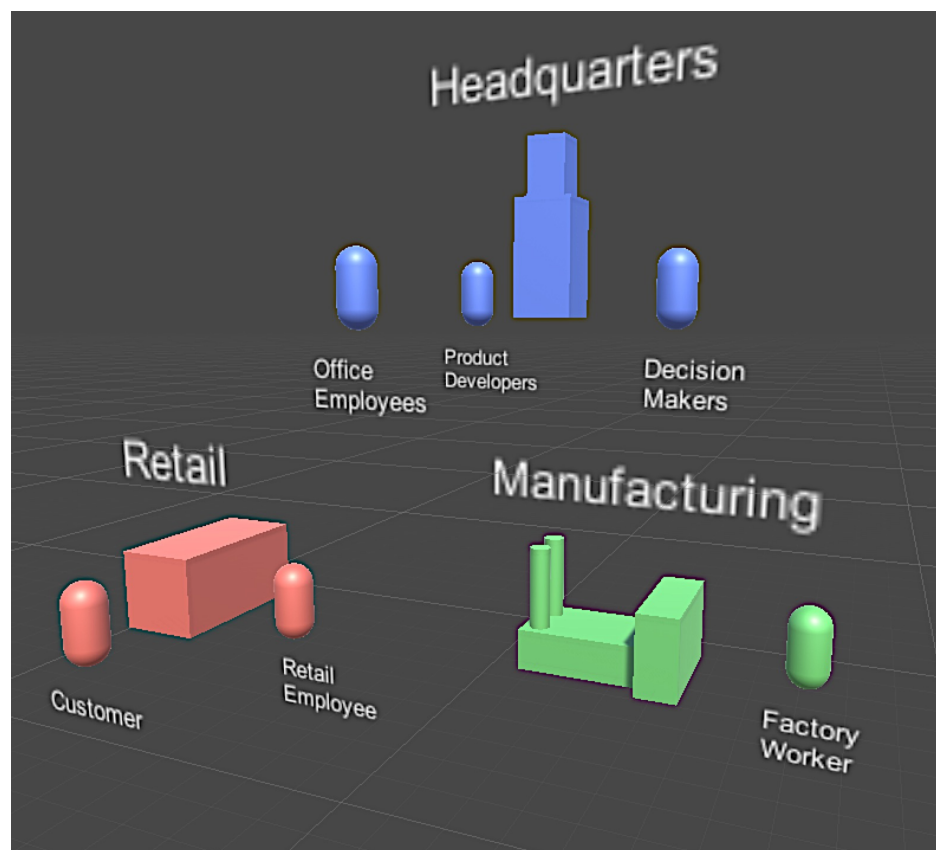 Headquarters
Office
Employees
Product
Developers
Decision
Makers
Retail
Customer
Retail
Employee
Manufacturing
Factory
Worker